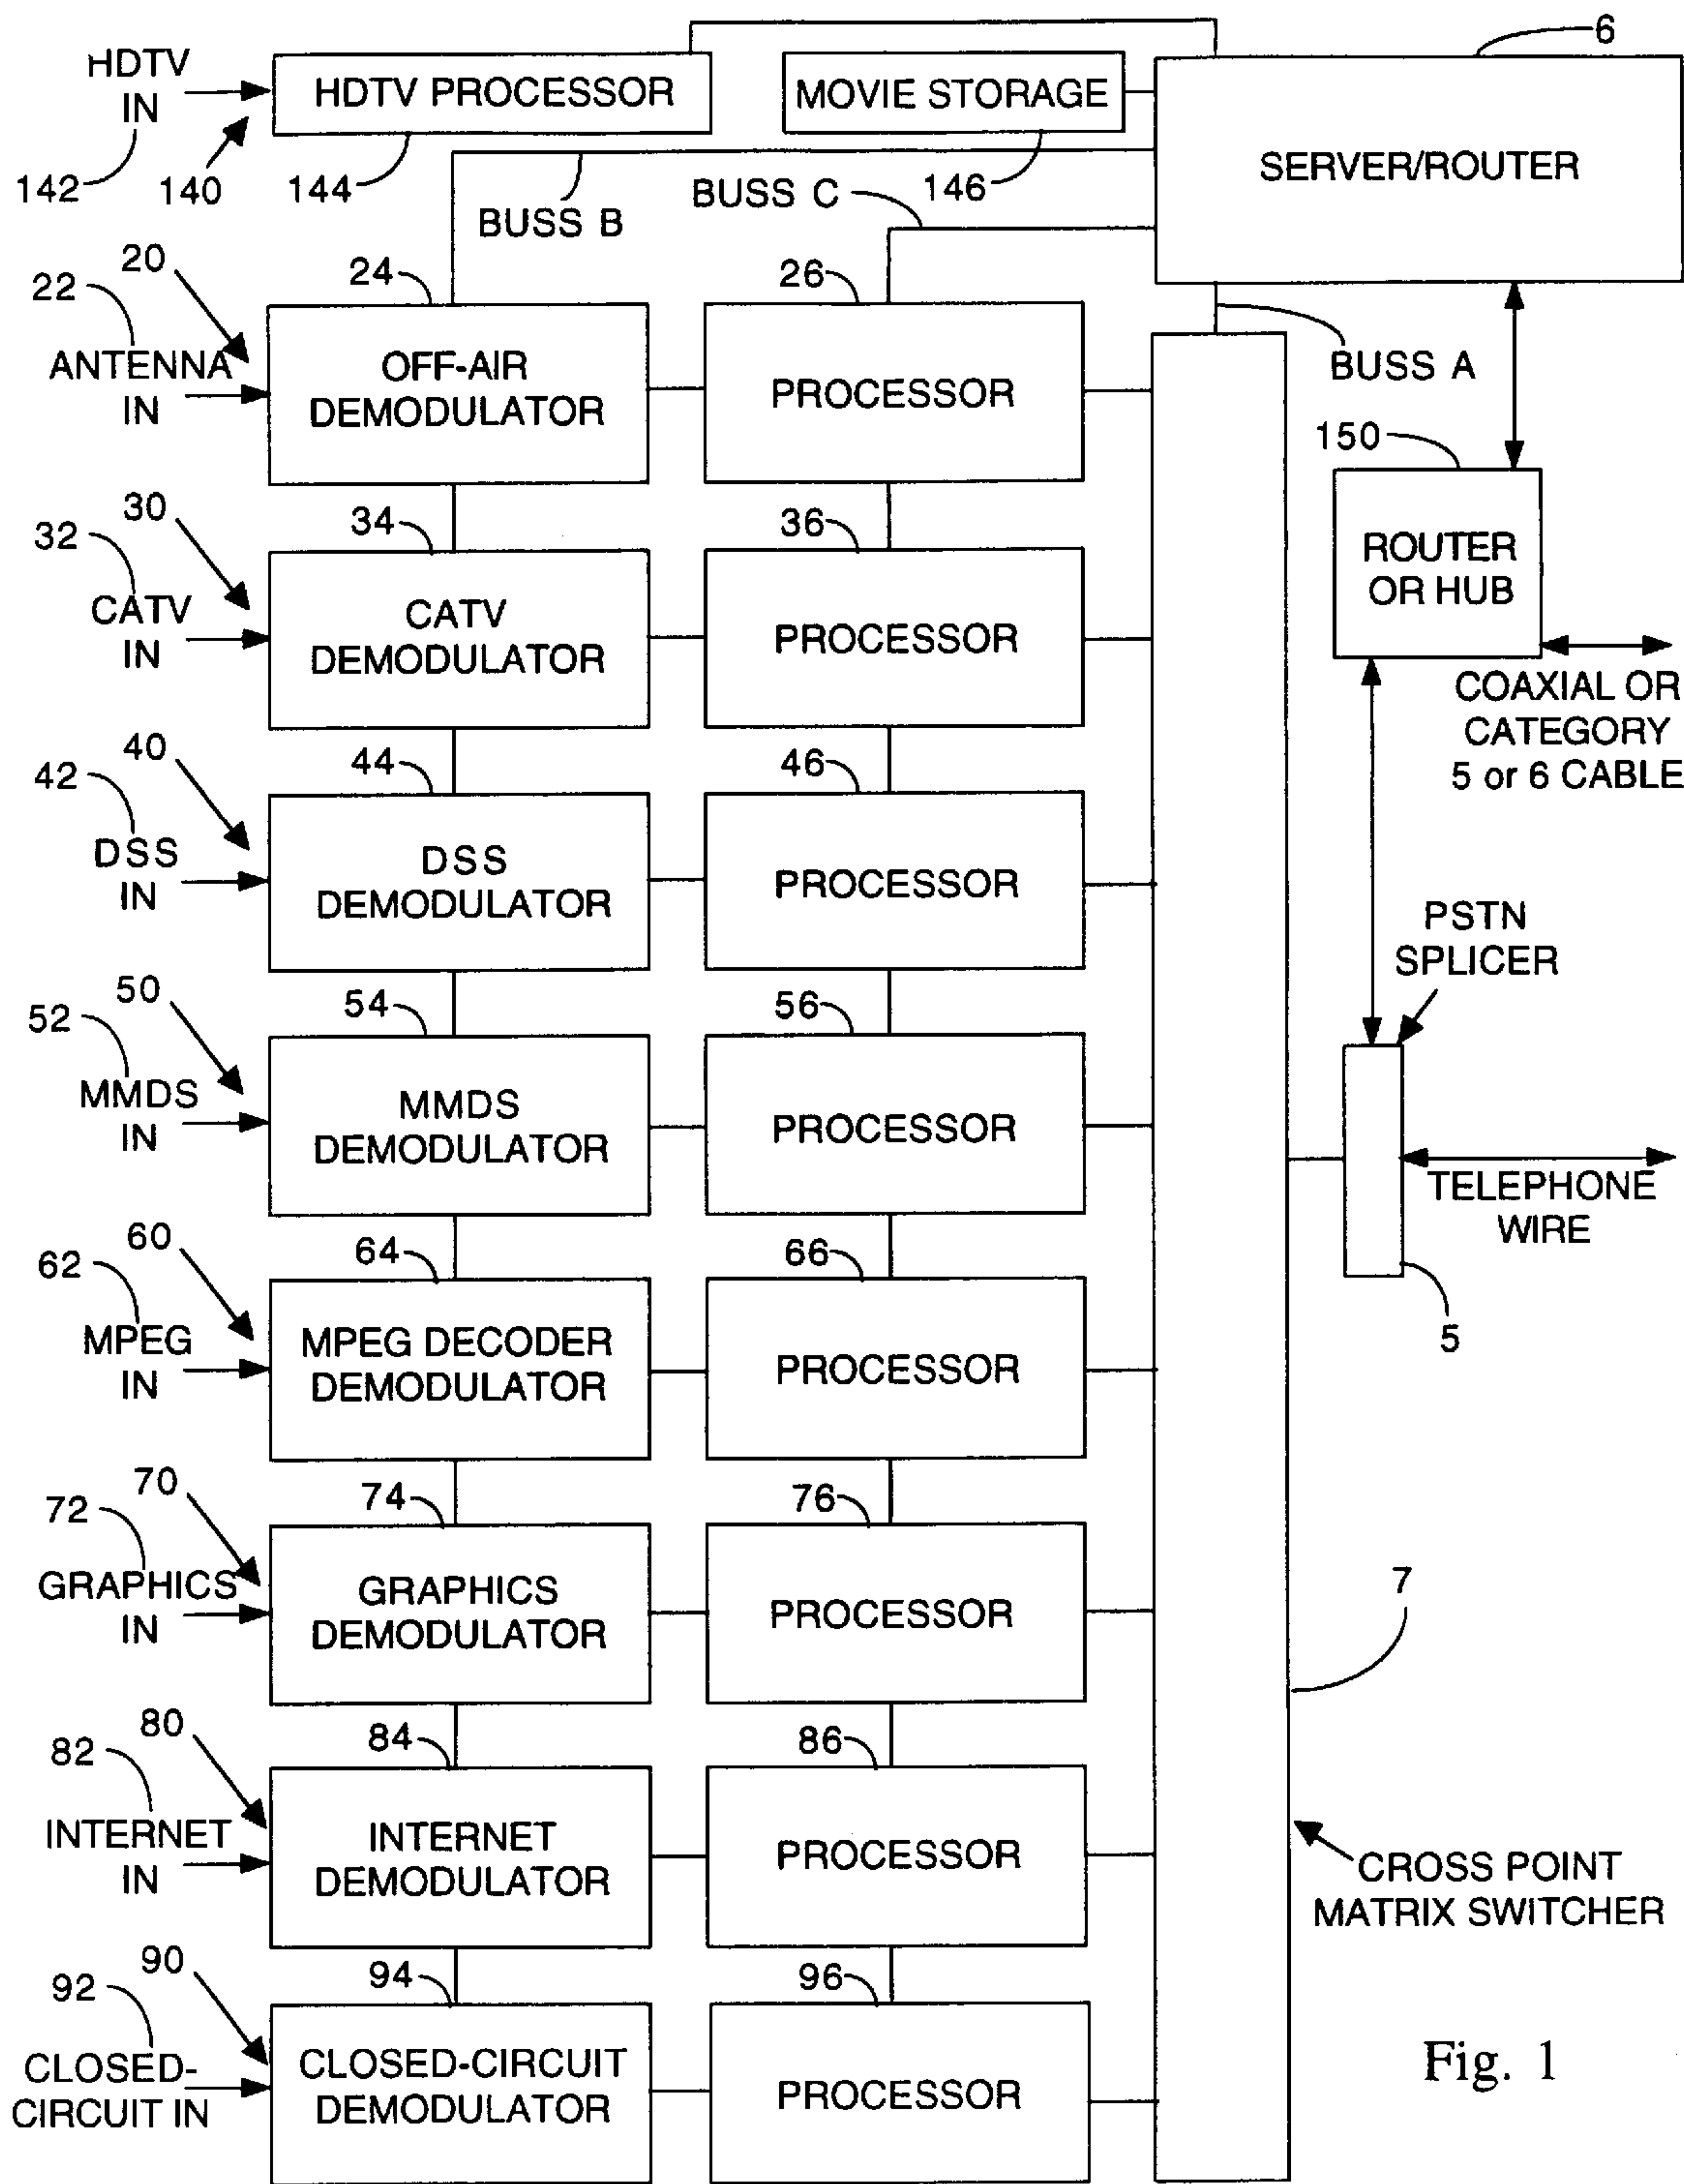 6
HDTV
IN
HDTV PROCESSOR
MOVIE STORAGE
SERVER/ROUTER
142
140
144
146
BUSS B
BUSS C
BUSS A
20
22
24
26
ANTENNA
IN
OFF-AIR
DEMODULATOR
PROCESSOR
150
ROUTER
OR HUB
30
32
34
36
CATV
IN
CATV
DEMODULATOR
PROCESSOR
COAXIAL OR
CATEGORY
5 or 6 CABLE
40
42
44
46
DSS
IN
DSS
DEMODULATOR
PROCESSOR
PSTN
SPLICER
50
52
54
56
MMDS
IN
MMDS
DEMODULATOR
PROCESSOR
TELEPHONE
WIRE
5
60
62
64
66
MPEG
IN
MPEG DECODER
DEMODULATOR
PROCESSOR
70
72
74
76
GRAPHICS
IN
GRAPHICS
DEMODULATOR
PROCESSOR
7
80
82
84
86
INTERNET
IN
INTERNET
DEMODULATOR
PROCESSOR
CROSS POINT
MATRIX SWITCHER
90
92
94
96
CLOSED-
CIRCUIT IN
CLOSED-CIRCUIT
DEMODULATOR
PROCESSOR
Fig. 1